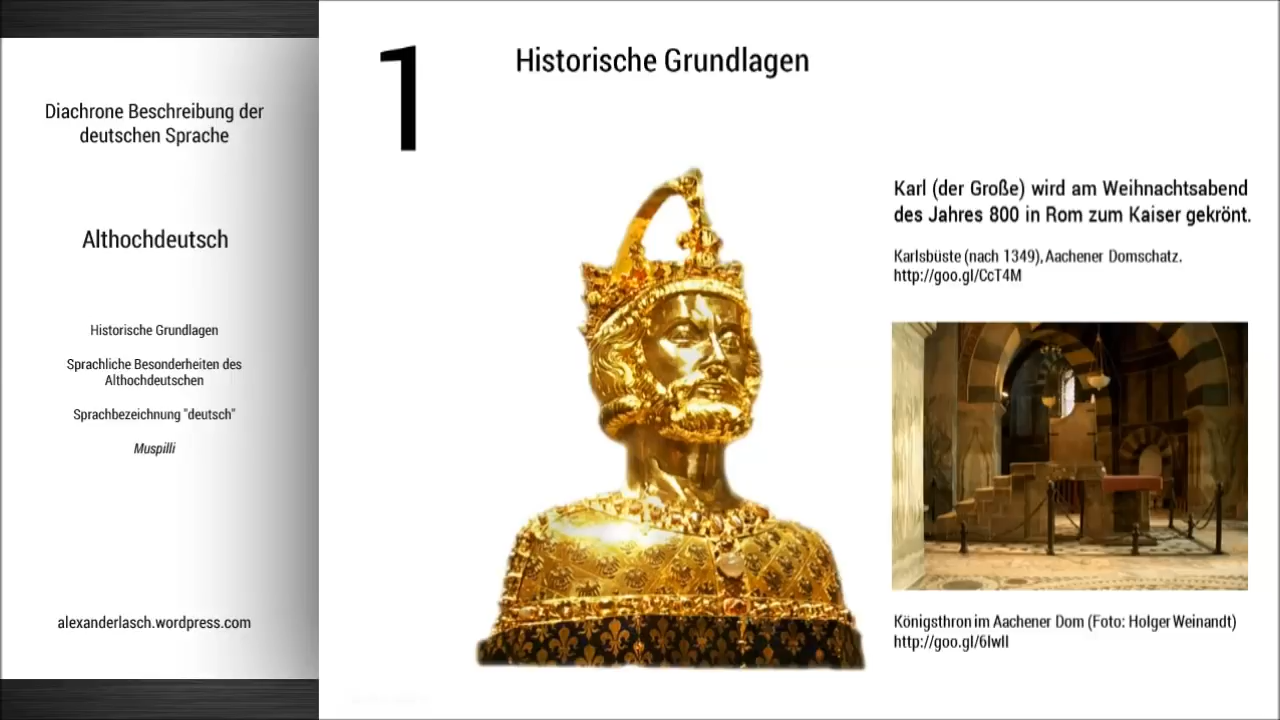 Diachrone Beschreibung der
deutschen Sprache
Althochdeutsch
Historische Grundlagen
Sprachliche Besonderheiten des
Althochdeutschen
Sprachbezeichnung "deutsch"
Muspilli
alexanderlasch.wordpress.com
1
Historische Grundlagen
Karl (der Große) wird am Weihnachtsabend
des Jahres 800 in Rom zum Kaiser gekrönt.
Karlsbüste (nach 1349), Aachener Domschatz.
http://goo.gl/CcT4M
Königsthron im Aachener Dom (Foto: Holger Weinandt)
http://goo.gl/6IwlI